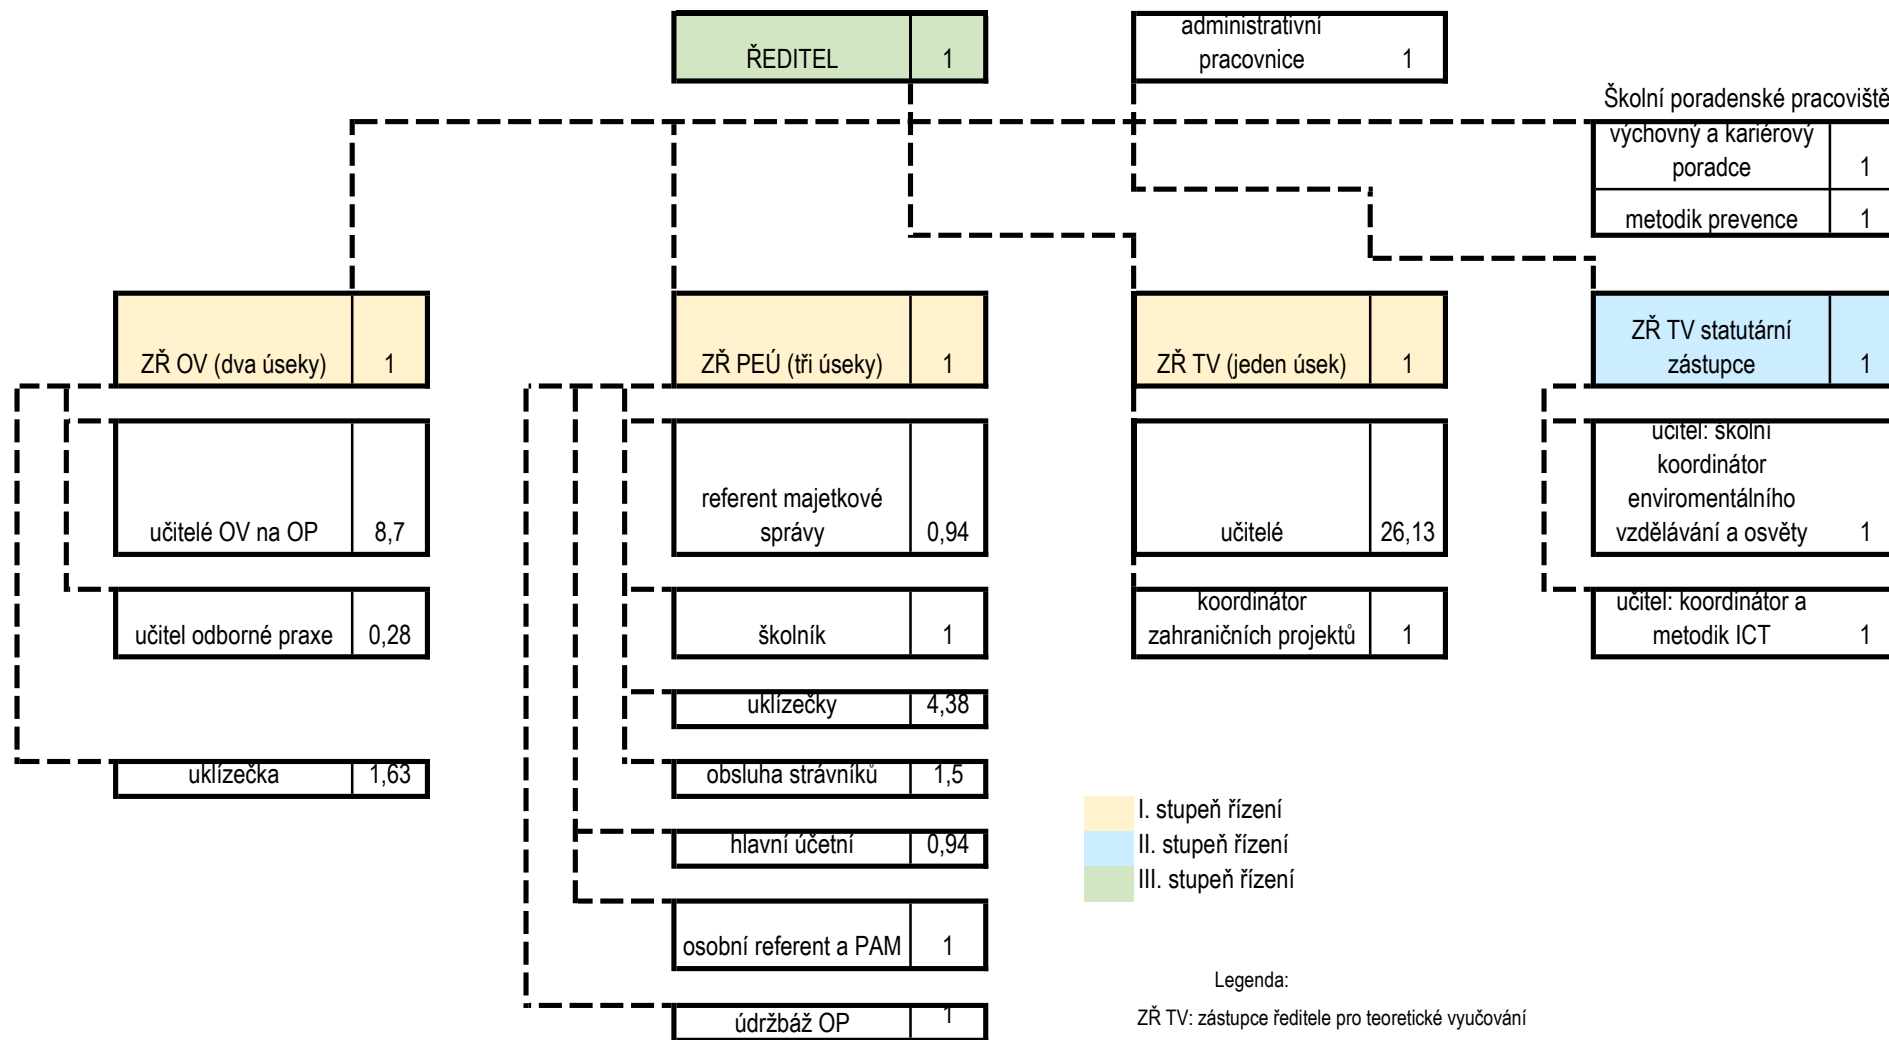 ŘEDITEL 1
administrativní
pracovnice 1
Školní poradenské pracoviště
výchovný a kariérový
poradce 1
metodik prevence 1
ZŘ OV (dva úseky) 1
ZŘ PEÚ (tři úseky) 1
ZŘ TV (jeden úsek) 1
ZŘ TV statutární
zástupce 1
učitelé OV na OP 8,7
referent majetkové
správy 0,94
učitelé 26,13
učitel: školní
koordinátor
enviromentálního
vzdělávání a osvěty 1
učitel odborné praxe 0,28
školník 1
koordinátor
zahraničních projektů 1
učitel: koordinátor a
metodik ICT 1
uklízečky 4,38
uklízečka 1,63
obsluha strávníků 1,5
hlavní účetní 0,94
osobní referent a PAM 1
údržbáž OP 1
I. stupeň řízení
II. stupeň řízení
III. stupeň řízení
Legenda:
ZŘ TV: zástupce ředitele pro teoretické vyučování